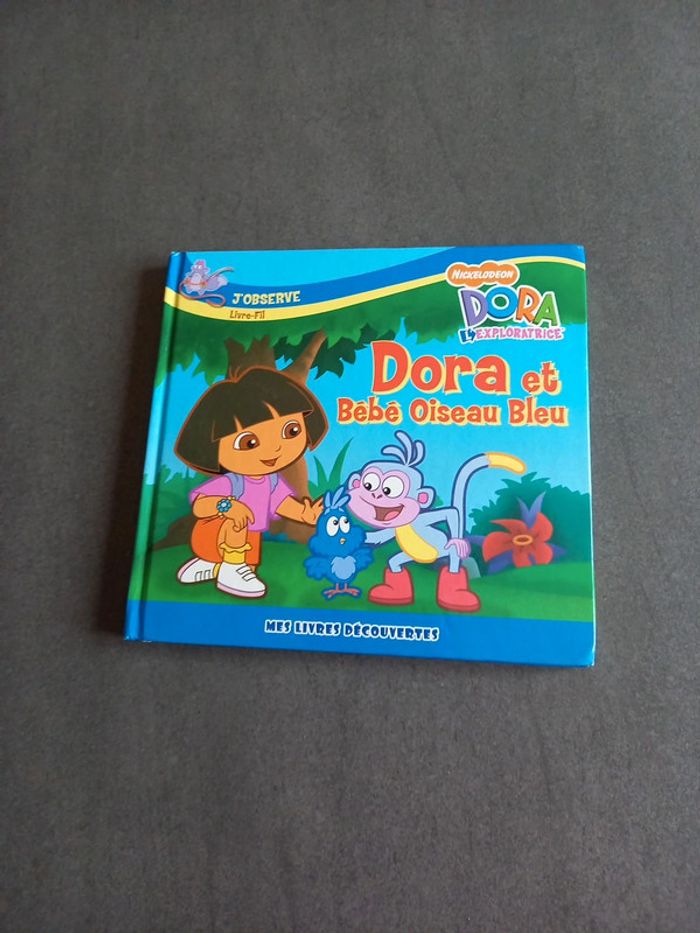 J'OBSERVE
Livre-Fil
NICKELODEON
DORA
L'EXPLORATRICE
Dora et
Bébé Oiseau Bleu
MES LIVRES DÉCOUVERTES